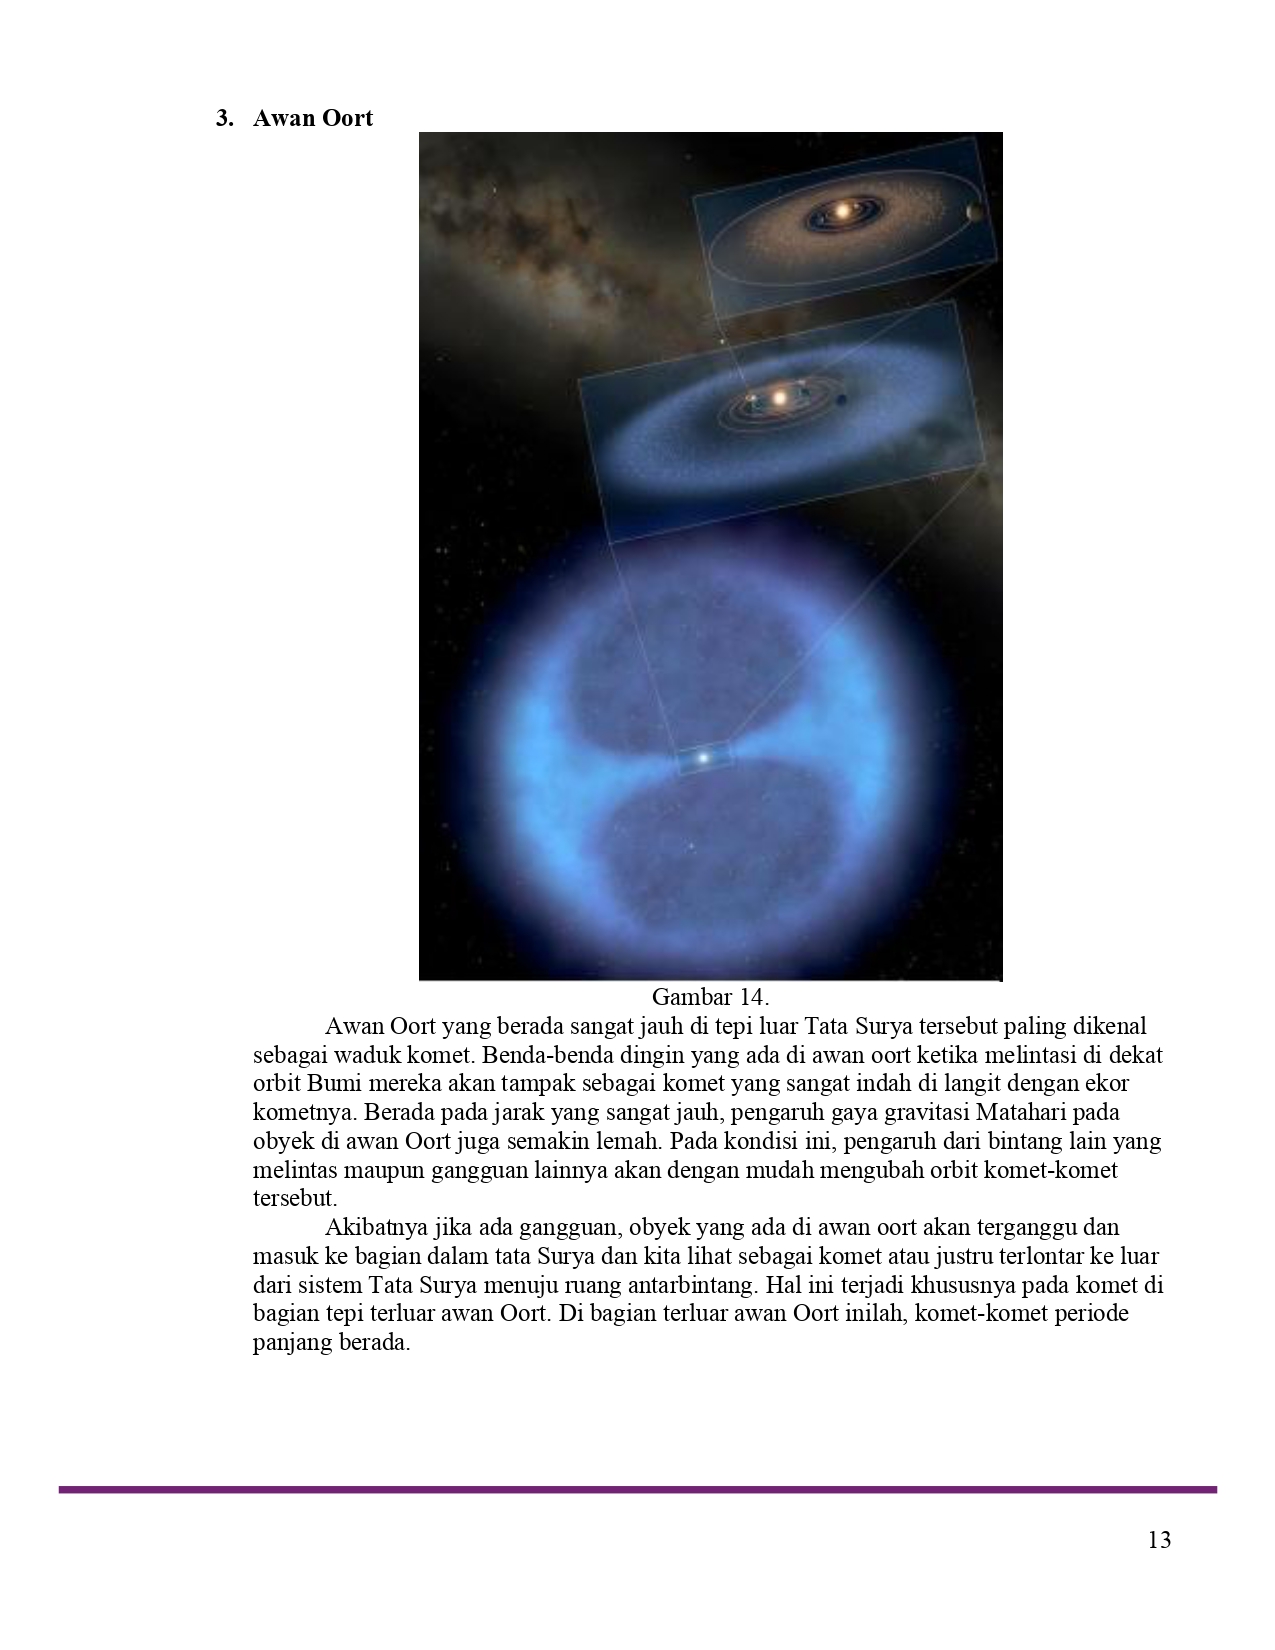 3. Awan Oort
Gambar 14.
Awan Oort yang berada sangat jauh di tepi luar Tata Surya tersebut paling dikenal
sebagai waduk komet. Benda-benda dingin yang ada di awan oort ketika melintasi di dekat
orbit Bumi mereka akan tampak sebagai komet yang sangat indah di langit dengan ekor
kometnya. Berada pada jarak yang sangat jauh, pengaruh gaya gravitasi Matahari pada
obyek di awan Oort juga semakin lemah. Pada kondisi ini, pengaruh dari bintang lain yang
melintas maupun gangguan lainnya akan dengan mudah mengubah orbit komet-komet
tersebut.
Akibatnya jika ada gangguan, obyek yang ada di awan oort akan terganggu dan
masuk ke bagian dalam tata Surya dan kita lihat sebagai komet atau justru terlontar ke luar
dari sistem Tata Surya menuju ruang antarbintang. Hal ini terjadi khususnya pada komet di
bagian tepi terluar awan Oort. Di bagian terluar awan Oort inilah, komet-komet periode
panjang berada.
13